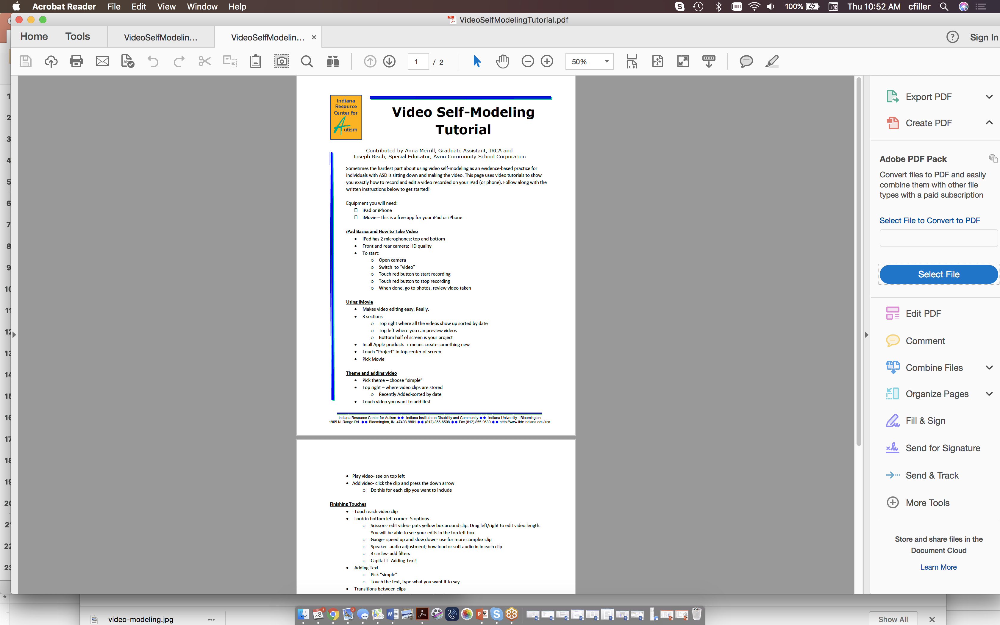 Acrobat Reader File Edit View Window Help 100% Thu 10:52 AM cfiller
VideoSelfModelingTutorial.pdf
Home Tools VideoSelfModelin... VideoSelfModelin... × Sign In
1 / 2 50%
Indiana
Resource
Center for
Autism
Video Self-Modeling
Tutorial
Contributed by Anna Merrill, Graduate Assistant, IRCA and
Joseph Risch, Special Educator, Avon Community School Corporation
Sometimes the hardest part about using video self-modeling as an evidence-based practice for
individuals with ASD is sitting down and making the video. This page uses video tutorials to show
you exactly how to record and edit a video recorded on your iPad (or phone). Follow along with the
written instructions below to get started!
Equipment you will need:
iPad or iPhone
iMovie – this is a free app for your iPad or iPhone
iPad Basics and How to Take Video
• iPad has 2 microphones; top and bottom
• Front and rear camera; HD quality
• To start:
o Open camera
o Switch to “video”
o Touch red button to start recording
o Touch red button to stop recording
o When done, go to photos, review video taken
Using iMovie
• Makes video editing easy. Really.
• 3 sections
o Top right where all the videos show up sorted by date
o Top left where you can preview videos
o Bottom half of screen is your project
• In all Apple products + means create something new
• Touch “Project” in top center of screen
• Pick Movie
Theme and adding video
• Pick theme – choose “simple”
• Top right – where video clips are stored
o Recently Added-sorted by date
• Touch video you want to add first
Indiana Resource Center for Autism ◆◆ Indiana Institute on Disability and Community ◆◆ Indiana University—Bloomington
1905 N. Range Rd. ◆◆ Bloomington, IN 47408-9801 ◆◆ (812) 855-6508 ◆◆ Fax (812) 855-9630 ◆◆ htttp://www.iidc.indiana.edu/irca
• Play video- see on top left
• Add video- click the clip and press the down arrow
o Do this for each clip you want to include
Finishing Touches
• Touch each video clip
• Look in bottom left corner -5 options
o Scissors- edit video- puts yellow box around clip. Drag left/right to edit video length.
You will be able to see your edits in the top left box
o Gauge- speed up and slow down- use for more complex clip
o Speaker- audio adjustment; how loud or soft audio in in each clip
o 3 circles- add filters
o Capital T- Adding Text!
• Adding Text
o Pick “simple”
o Touch the text, type what you want it to say
• Transitions between clips
Export PDF
Create PDF
Adobe PDF Pack
Convert files to PDF and easily
combine them with other file
types with a paid subscription
Select File to Convert to PDF
Select File
Edit PDF
Comment
Combine Files
Organize Pages
Fill & Sign
Send for Signature
Send & Track
More Tools
Store and share files in the
Document Cloud
Learn More
1
2
3
4
5
6
7
8
9
video-modeling.jpg
JUN
28
Show All